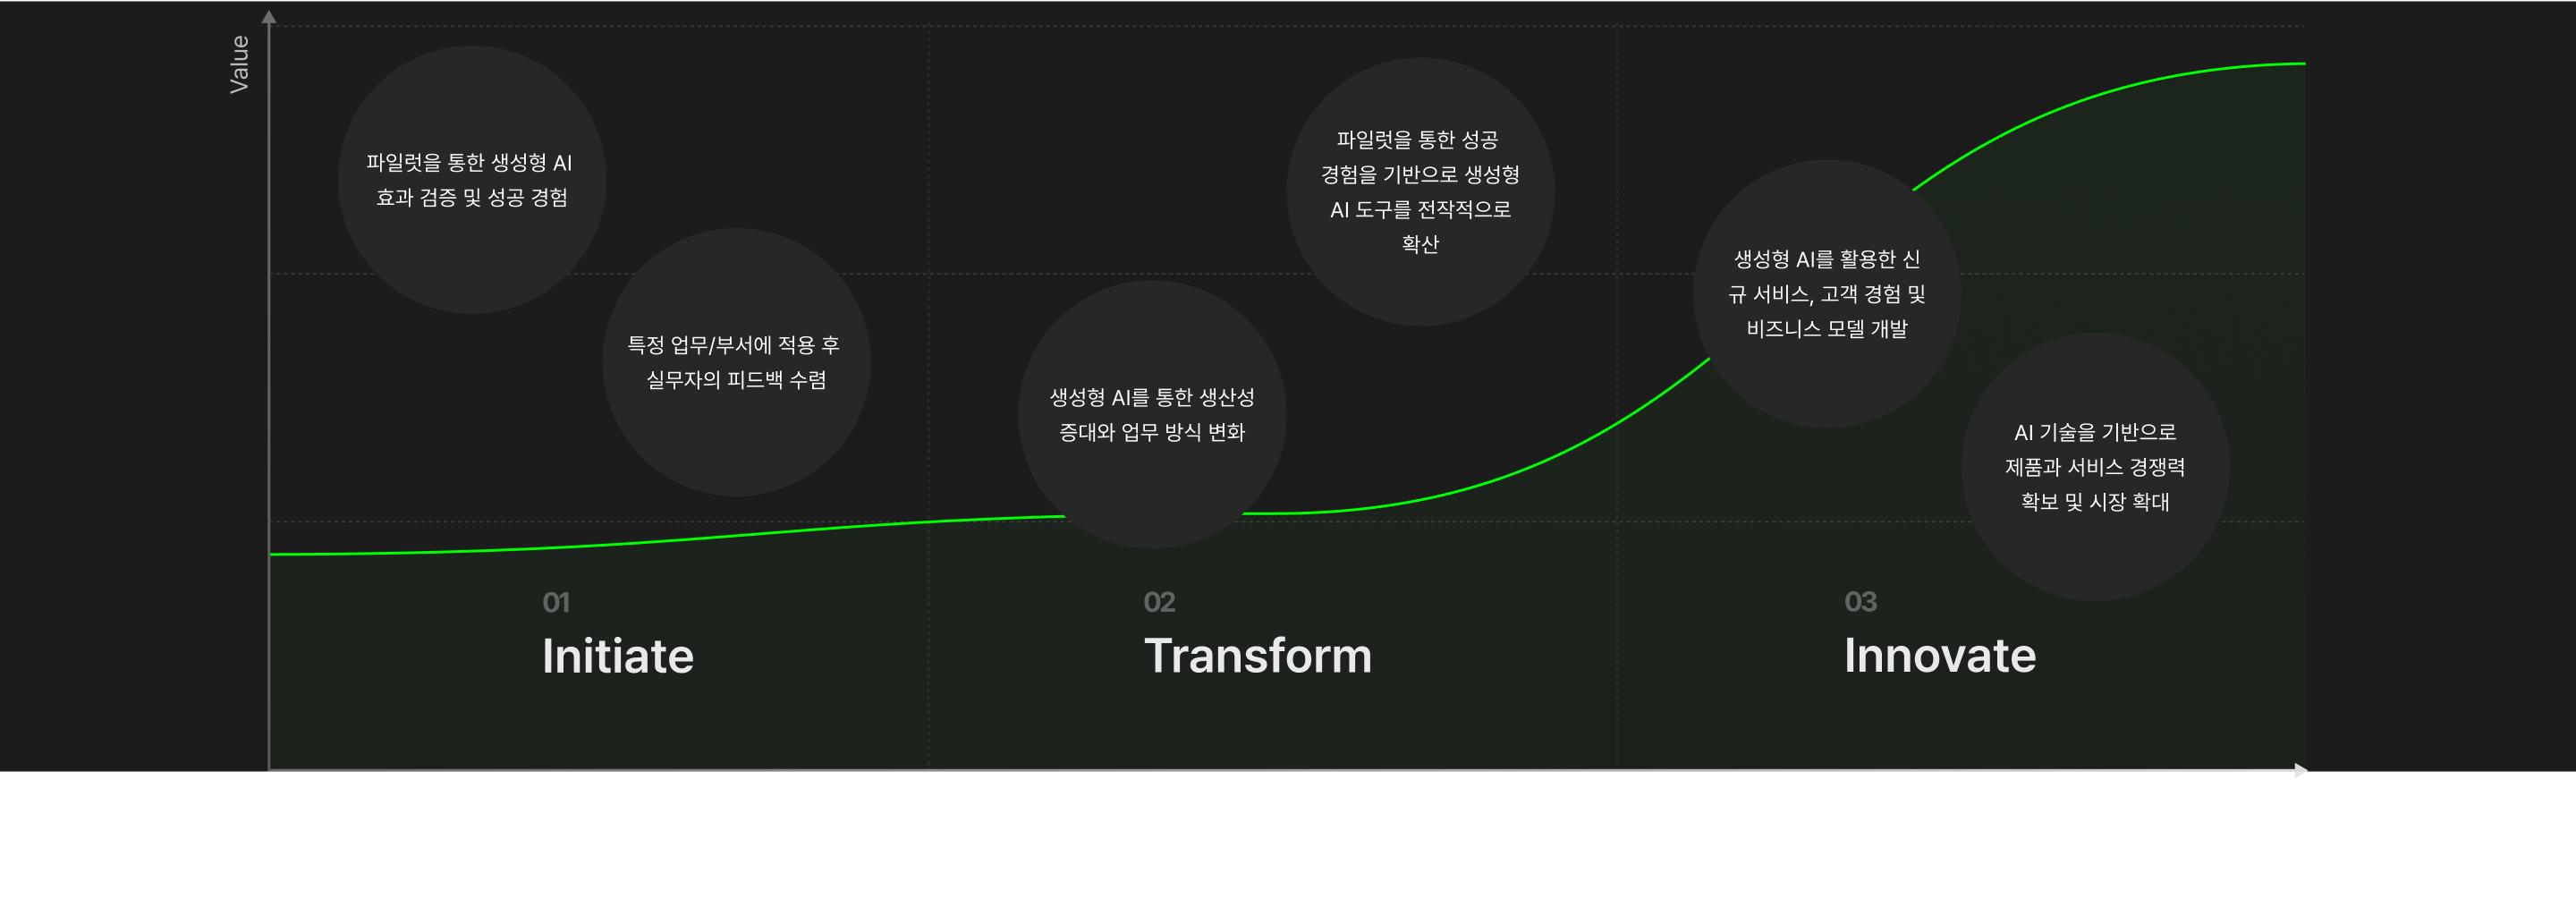 Value
파일럿을 통한 생성형 AI
효과 검증 및 성공 경험
특정 업무/부서에 적용 후
실무자의 피드백 수렴
생성형 AI를 통한 생산성
증대와 업무 방식 변화
파일럿을 통한 성공
경험을 기반으로 생성형
AI 도구를 전작적으로
확산
생성형 AI를 활용한 신
규 서비스, 고객 경험 및
비즈니스 모델 개발
AI 기술을 기반으로
제품과 서비스 경쟁력
확보 및 시장 확대
01
Initiate
02
Transform
03
Innovate